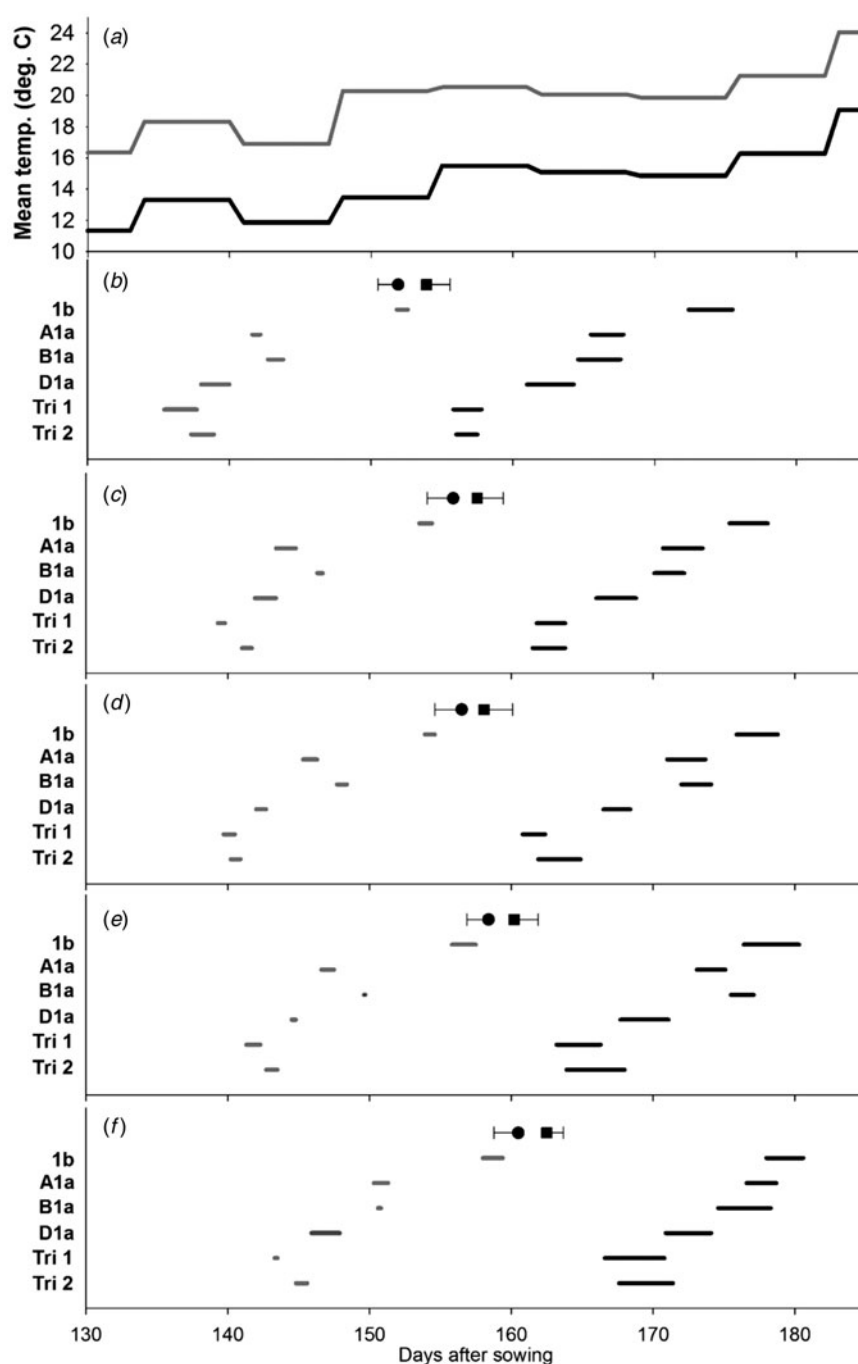 (a)
Mean temp. (deg. C)
24
22
20
18
16
14
12
10
(b)
1b
A1a
B1a
D1a
Tri 1
Tri 2
(c)
1b
A1a
B1a
D1a
Tri 1
Tri 2
(d)
1b
A1a
B1a
D1a
Tri 1
Tri 2
(e)
1b
A1a
B1a
D1a
Tri 1
Tri 2
(f)
1b
A1a
B1a
D1a
Tri 1
Tri 2
130 140 150 160 170 180
Days after sowing